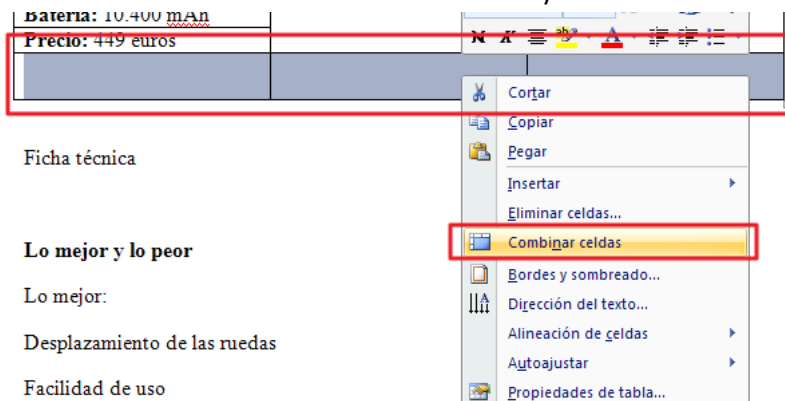 Batería: 10.400 mAh
Precio: 449 euros
N K
Cortar
Copiar
Pegar
Insertar
Eliminar celdas...
Combinar celdas
Bordes y sombreado...
Dirección del texto...
Alineación de celdas
Autoajustar
Propiedades de tabla...
Ficha técnica
Lo mejor y lo peor
Lo mejor:
Desplazamiento de las ruedas
Facilidad de uso